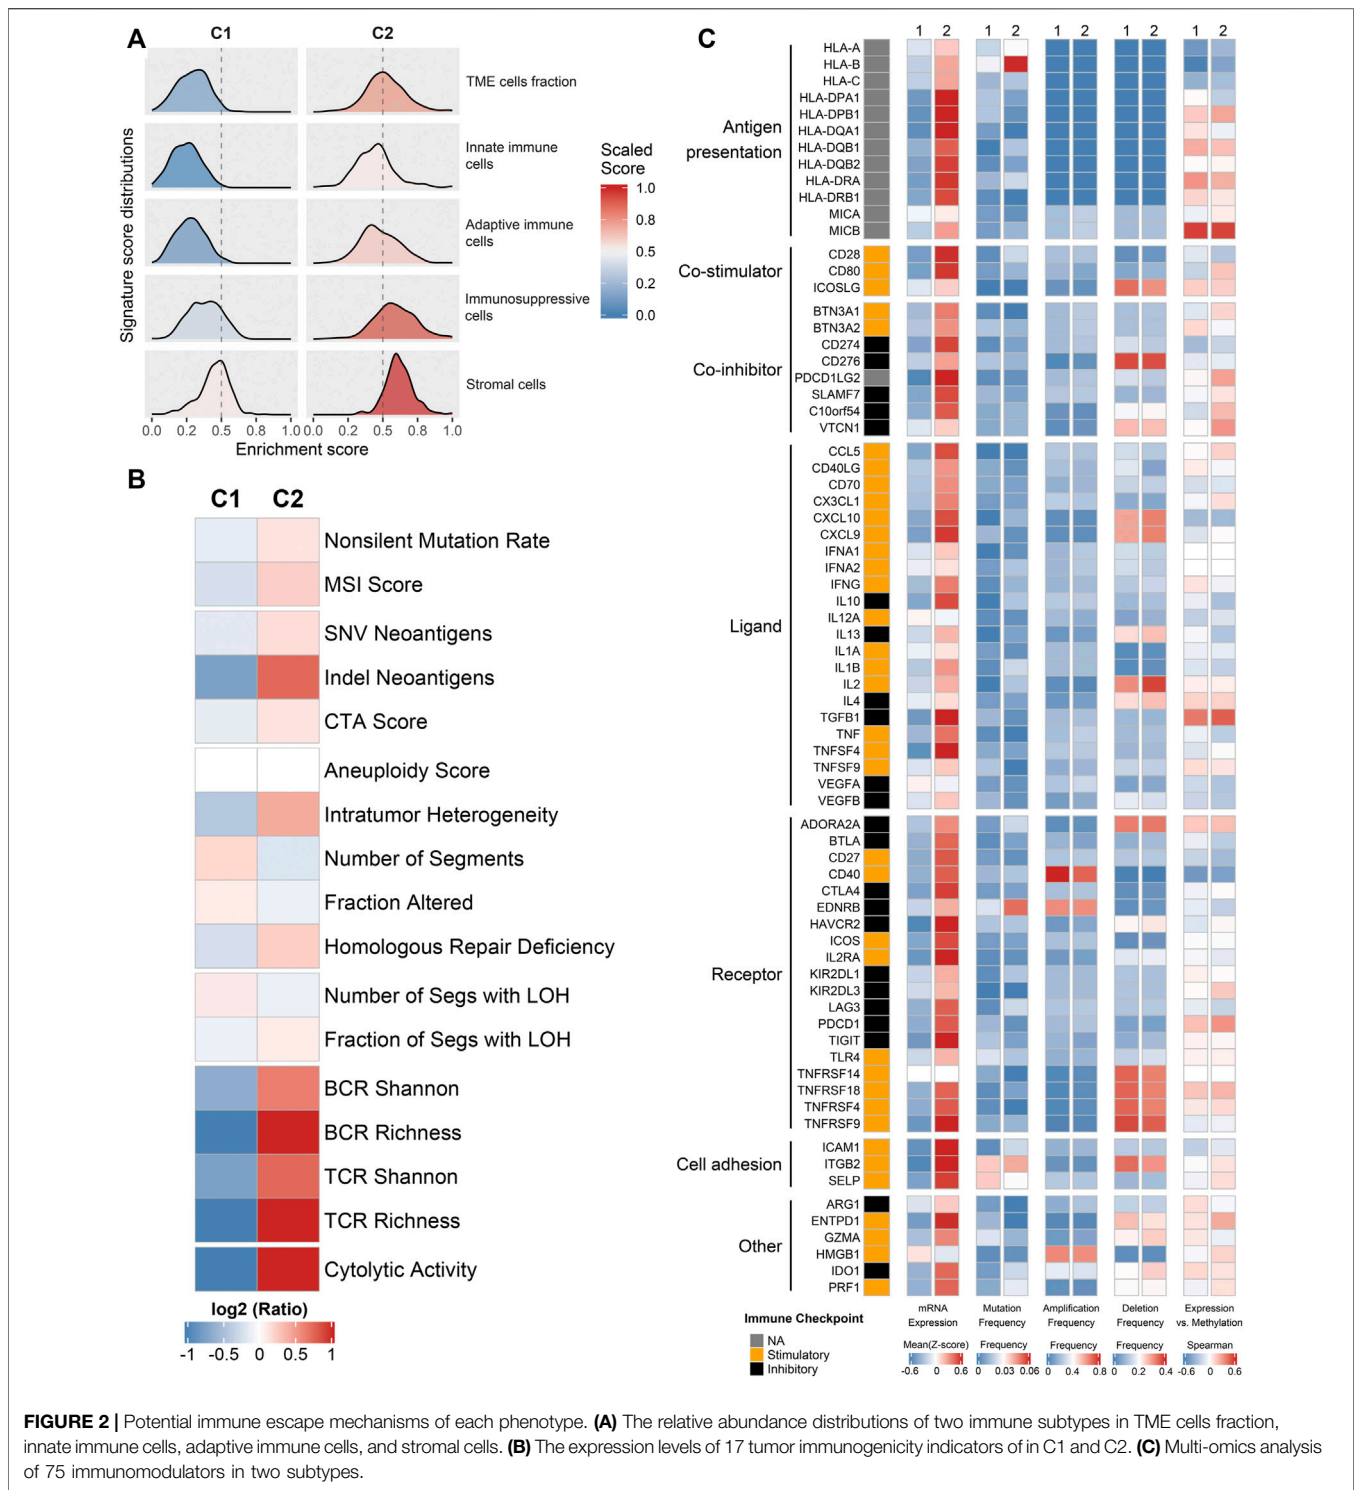 A
C1
C2
Signature score distributions
TME cells fraction
Innate immune
cells
Adaptive immune
cells
Immunosuppressive
cells
Stromal cells
0.0 0.2 0.5 0.8 1.0 0.0 0.2 0.5 0.8 1.0
Enrichment score
Scaled
Score
1.0
0.8
0.5
0.2
0.0
B
C1 C2
Nonsilent Mutation Rate
MSI Score
SNV Neoantigens
Indel Neoantigens
CTA Score
Aneuploidy Score
Intratumor Heterogeneity
Number of Segments
Fraction Altered
Homologous Repair Deficiency
Number of Segs with LOH
Fraction of Segs with LOH
BCR Shannon
BCR Richness
TCR Shannon
TCR Richness
Cytolytic Activity
log2 (Ratio)
-1 -0.5 0 0.5 1
C
1 2 1 2 1 2 1 2 1 2
Antigen
presentation
HLA-A
HLA-B
HLA-C
HLA-DPA1
HLA-DPB1
HLA-DQA1
HLA-DQB1
HLA-DQB2
HLA-DRA
HLA-DRB1
MICA
MICB
Co-stimulator
CD28
CD80
ICOSLG
Co-inhibitor
BTN3A1
BTN3A2
CD274
CD276
PDCD1LG2
SLAMF7
C10orf54
VTCN1
Ligand
CCL5
CD40LG
CD70
CX3CL1
CXCL10
CXCL9
IFNA1
IFNA2
IFNG
IL10
IL12A
IL13
IL1A
IL1B
IL2
IL4
TGFB1
TNF
TNFSF4
TNFSF9
VEGFA
VEGFB
Receptor
ADORA2A
BTLA
CD27
CD40
CTLA4
EDNRB
HAVCR2
ICOS
IL2RA
KIR2DL1
KIR2DL3
LAG3
PDCD1
TIGIT
TLR4
TNFRSF14
TNFRSF18
TNFRSF4
TNFRSF9
Cell adhesion
ICAM1
ITGB2
SELP
Other
ARG1
ENTPD1
GZMA
HMGB1
IDO1
PRF1
Immune Checkpoint
NA
Stimulatory
Inhibitory
mRNA
Expression
Mean(Z-score)
-0.6 0 0.6
Mutation
Frequency
Frequency
0 0.03 0.06
Amplification
Frequency
Frequency
0 0.4 0.8
Deletion
Frequency
Frequency
0 0.2 0.4
Expression
vs. Methylation
Spearman
-0.6 0 0.6
FIGURE 2 | Potential immune escape mechanisms of each phenotype. (A) The relative abundance distributions of two immune subtypes in TME cells fraction,
innate immune cells, adaptive immune cells, and stromal cells. (B) The expression levels of 17 tumor immunogenicity indicators of in C1 and C2. (C) Multi-omics analysis
of 75 immunomodulators in two subtypes.